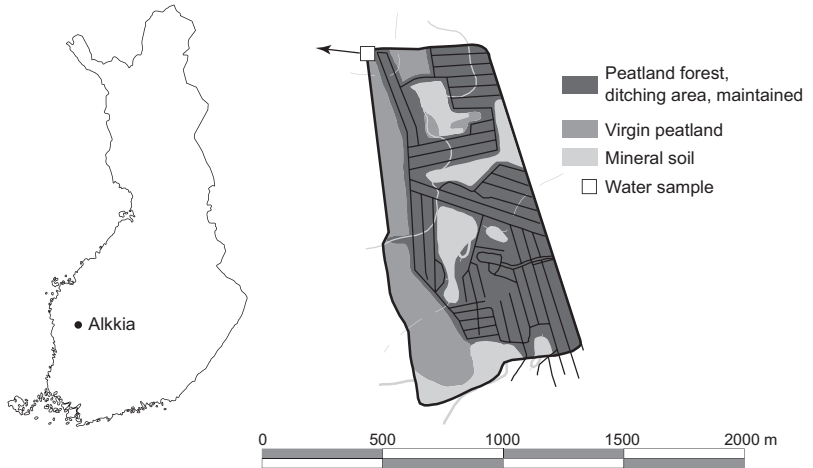 Peatland forest,
ditching area, maintained
Virgin peatland
Mineral soil
Water sample
Alkkia
0 500 1000 1500 2000 m